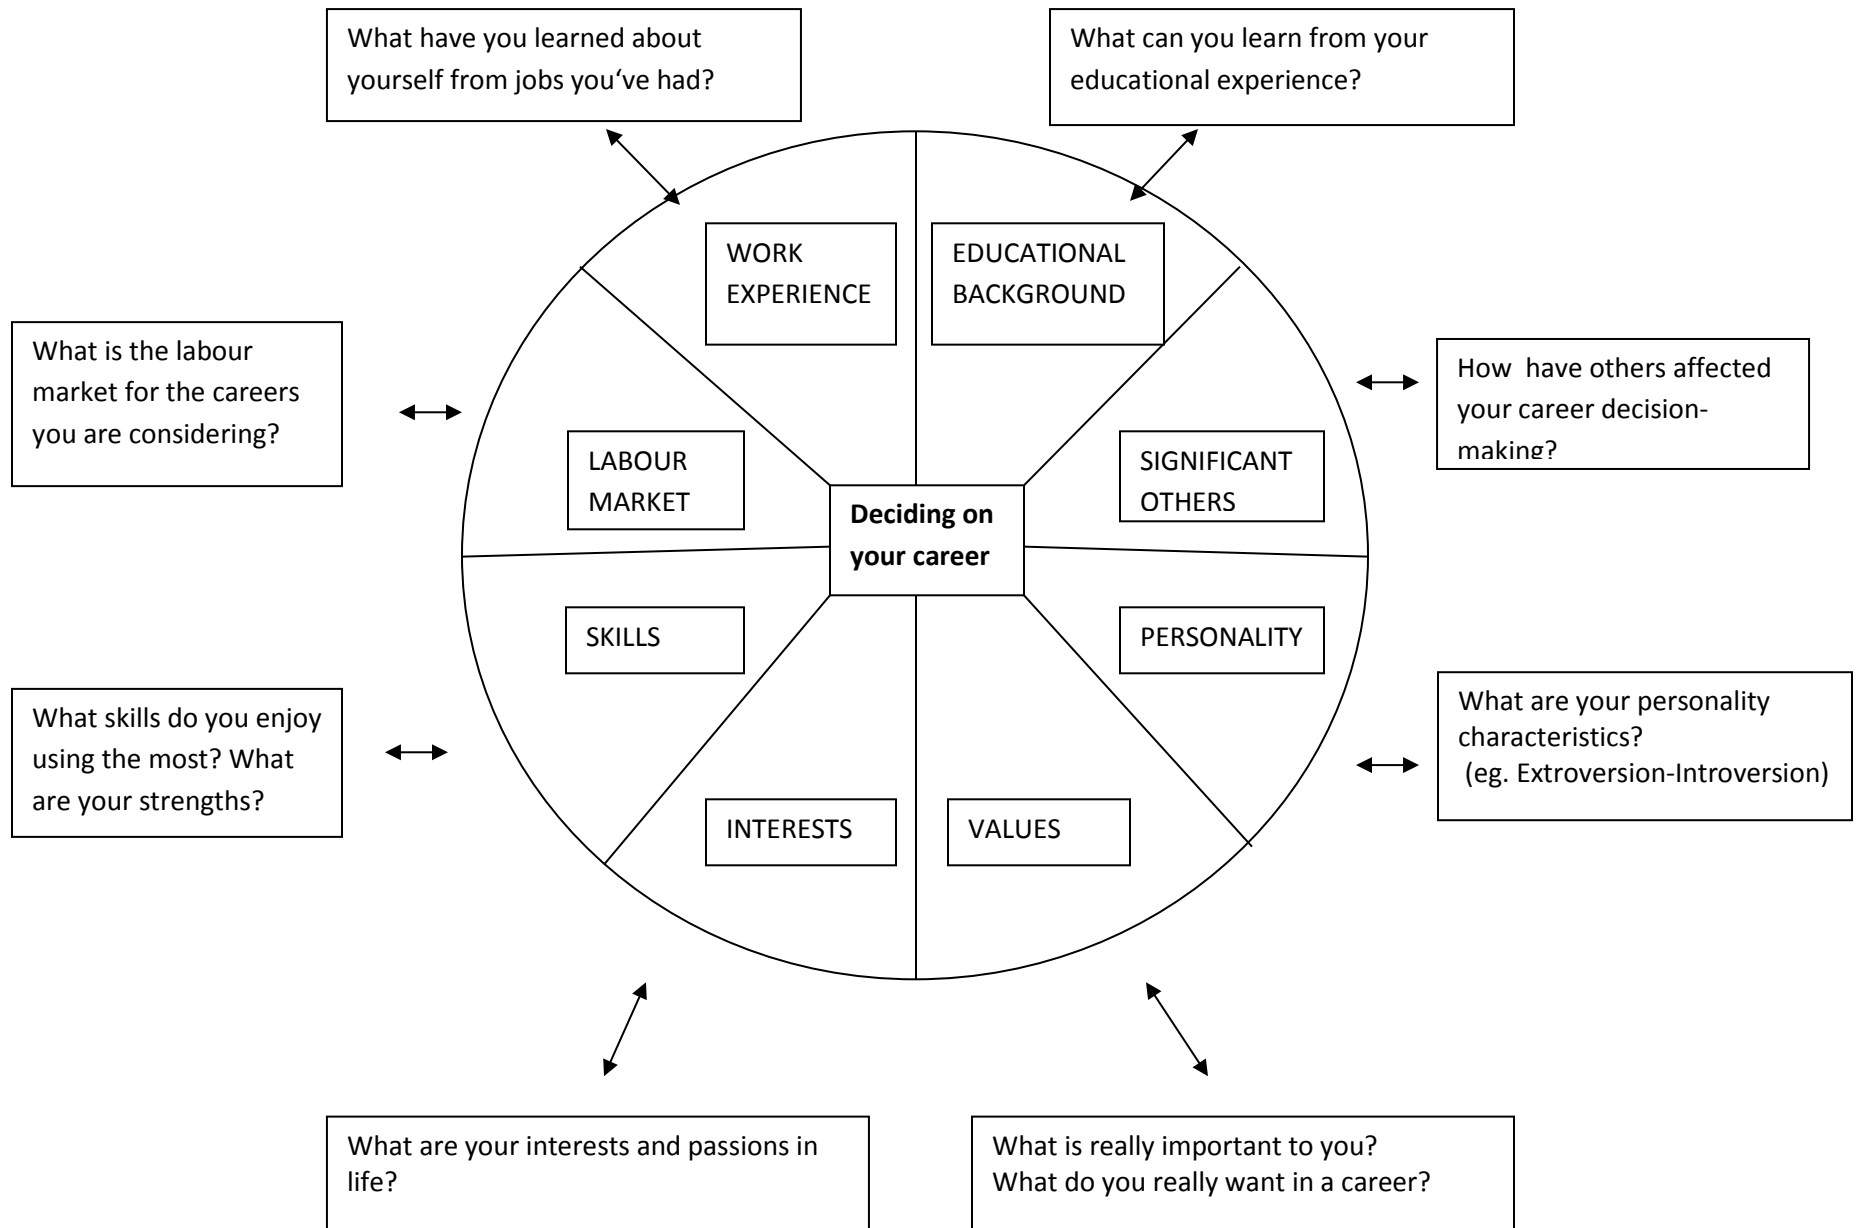 What have you learned about
yourself from jobs you‘ve had?
What can you learn from your
educational experience?
WORK
EXPERIENCE
EDUCATIONAL
BACKGROUND
What is the labour
market for the careers
you are considering?
How  have others affected
your career decision-
making?
LABOUR
MARKET
SIGNIFICANT
OTHERS
Deciding on
your career
SKILLS
PERSONALITY
What skills do you enjoy
using the most? What
are your strengths?
What are your personality
characteristics?
(eg. Extroversion-Introversion)
INTERESTS
VALUES
What are your interests and passions in
life?
What is really important to you?
What do you really want in a career?